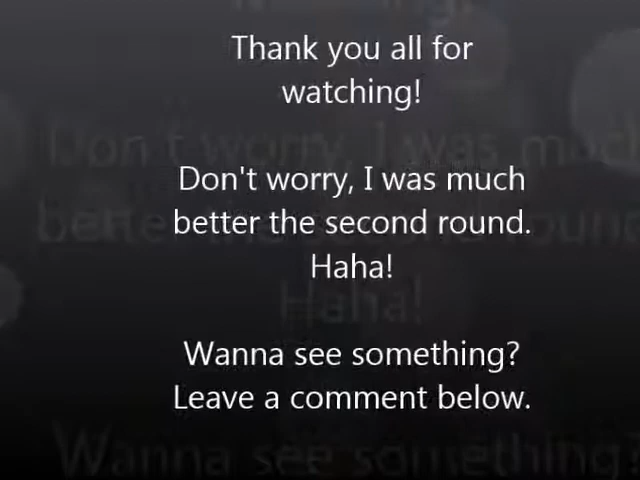 Thank you all for
watching!
Don't worry, I was much
better the second round.
Haha!
Wanna see something?
Leave a comment below.